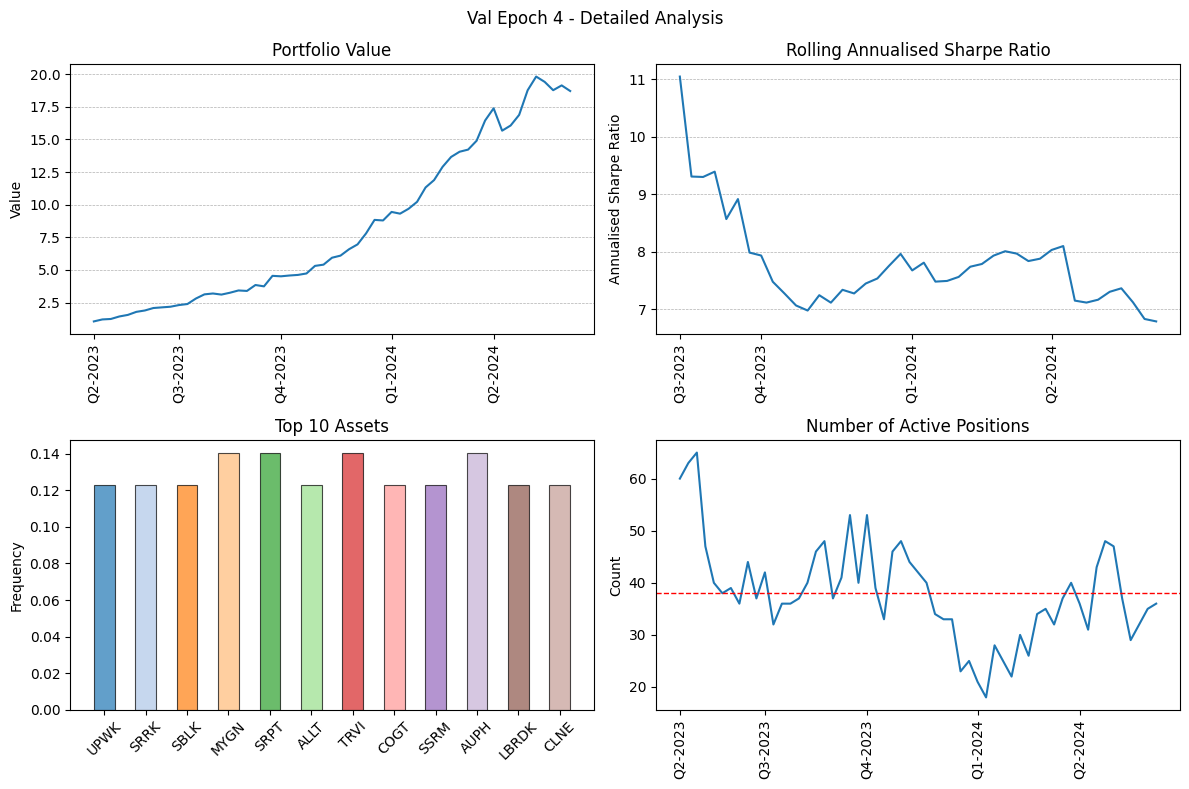 Val Epoch 4 - Detailed Analysis
Portfolio Value
Value
20.0
17.5
15.0
12.5
10.0
7.5
5.0
2.5
Q2-2023
Q3-2023
Q4-2023
Q1-2024
Q2-2024
Rolling Annualised Sharpe Ratio
Annualised Sharpe Ratio
11
10
9
8
7
Q3-2023
Q4-2023
Q1-2024
Q2-2024
Top 10 Assets
Frequency
0.14
0.12
0.10
0.08
0.06
0.04
0.02
0.00
UPWK
SRRK
SBLK
MYGN
SRPT
ALLT
TRVI
COGT
SSRM
AUPH
LBRDK
CLNE
Number of Active Positions
Count
60
50
40
30
20
Q2-2023
Q3-2023
Q4-2023
Q1-2024
Q2-2024